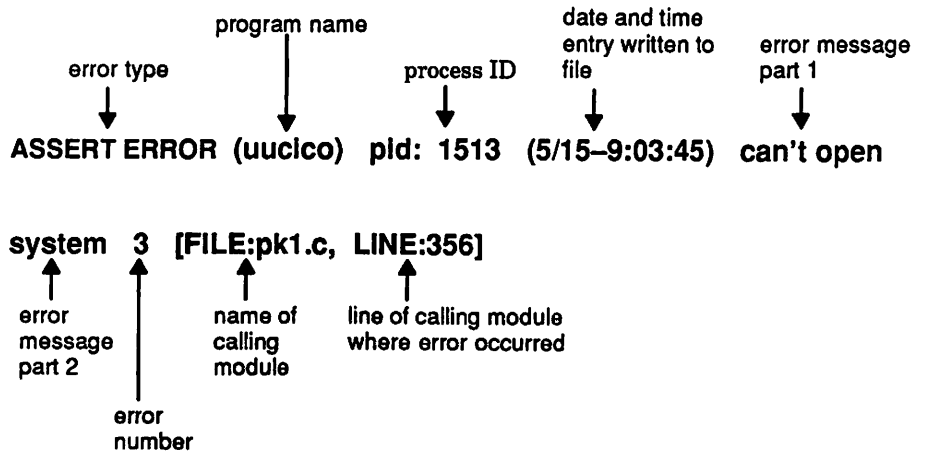 program name
date and time
entry written to
file
error message
part 1
error type
process ID
ASSERT ERROR (uucico) pid: 1513 (5/15–9:03:45) can't open
system 3 [FILE:pk1.c, LINE:356]
error
message
part 2
name of
calling
module
line of calling module
where error occurred
error
number